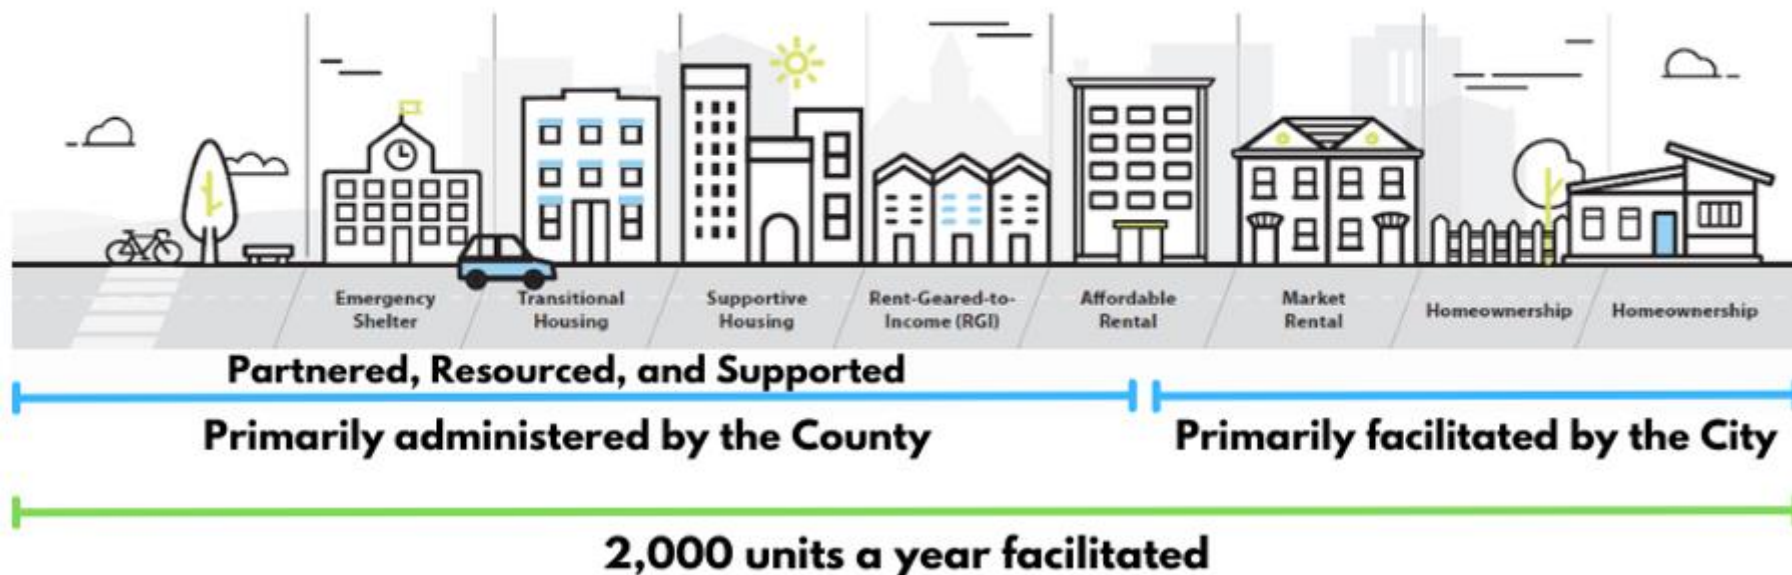 Emergency
Shelter
Transitional
Housing
Supportive
Housing
Rent-Geared-to-
Income (RGI)
Affordable
Rental
Market
Rental
Homeownership
Homeownership
Partnered, Resourced, and Supported
Primarily administered by the County
Primarily facilitated by the City
2,000 units a year facilitated